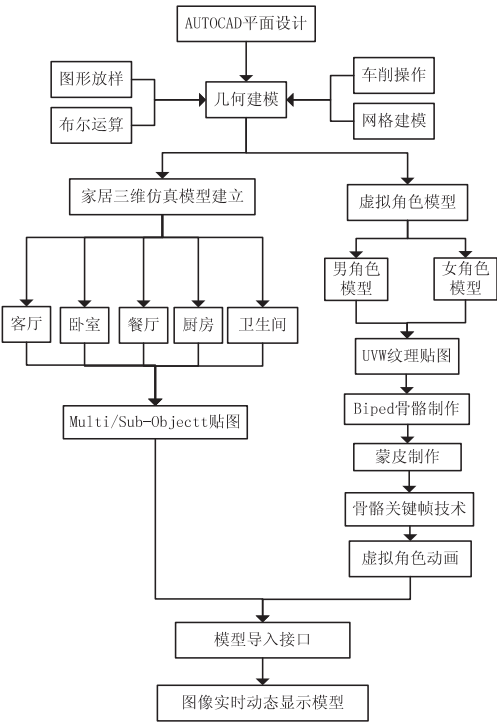 AUTOCAD平面设计
图形放样
布尔运算
几何建模
车削操作
网格建模
家居三维仿真模型建立
虚拟角色模型
男角色
模型
女角色
模型
客厅
卧室
餐厅
厨房
卫生间
UVW纹理贴图
Multi/Sub-Objectt贴图
Biped骨骼制作
蒙皮制作
骨骼关键帧技术
虚拟角色动画
模型导入接口
图像实时动态显示模型